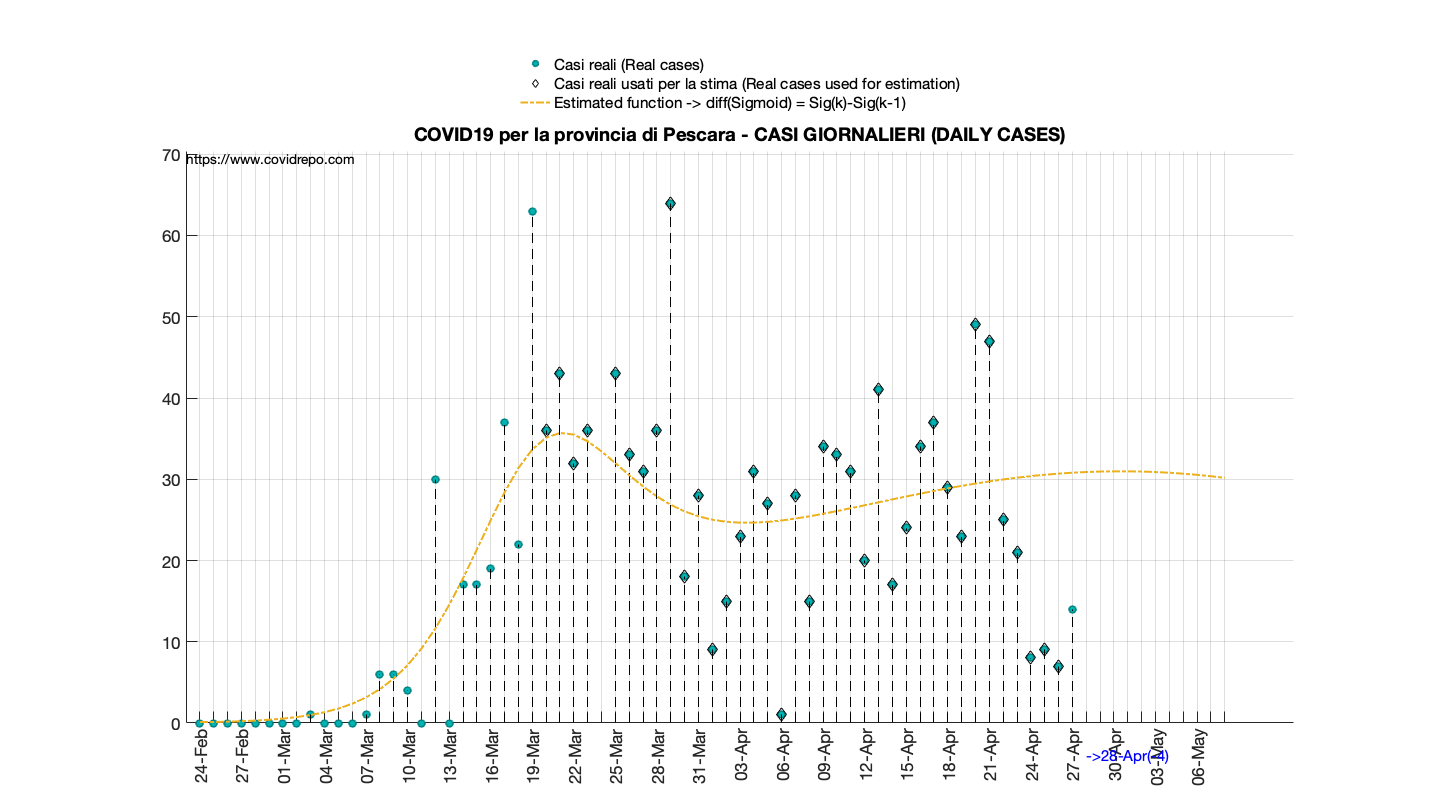 Casi reali (Real cases)
Casi reali usati per la stima (Real cases used for estimation)
Estimated function -> diff(Sigmoid) = Sig(k)-Sig(k-1)
COVID19 per la provincia di Pescara - CASI GIORNALIERI (DAILY CASES)
https://www.covidrepo.com
70
60
50
40
30
20
10
0
24-Feb
27-Feb
01-Mar
04-Mar
07-Mar
10-Mar
13-Mar
16-Mar
19-Mar
22-Mar
25-Mar
28-Mar
31-Mar
03-Apr
06-Apr
09-Apr
12-Apr
15-Apr
18-Apr
21-Apr
24-Apr
27-Apr
30-Apr
03-May
06-May
->28-Apr(-4)